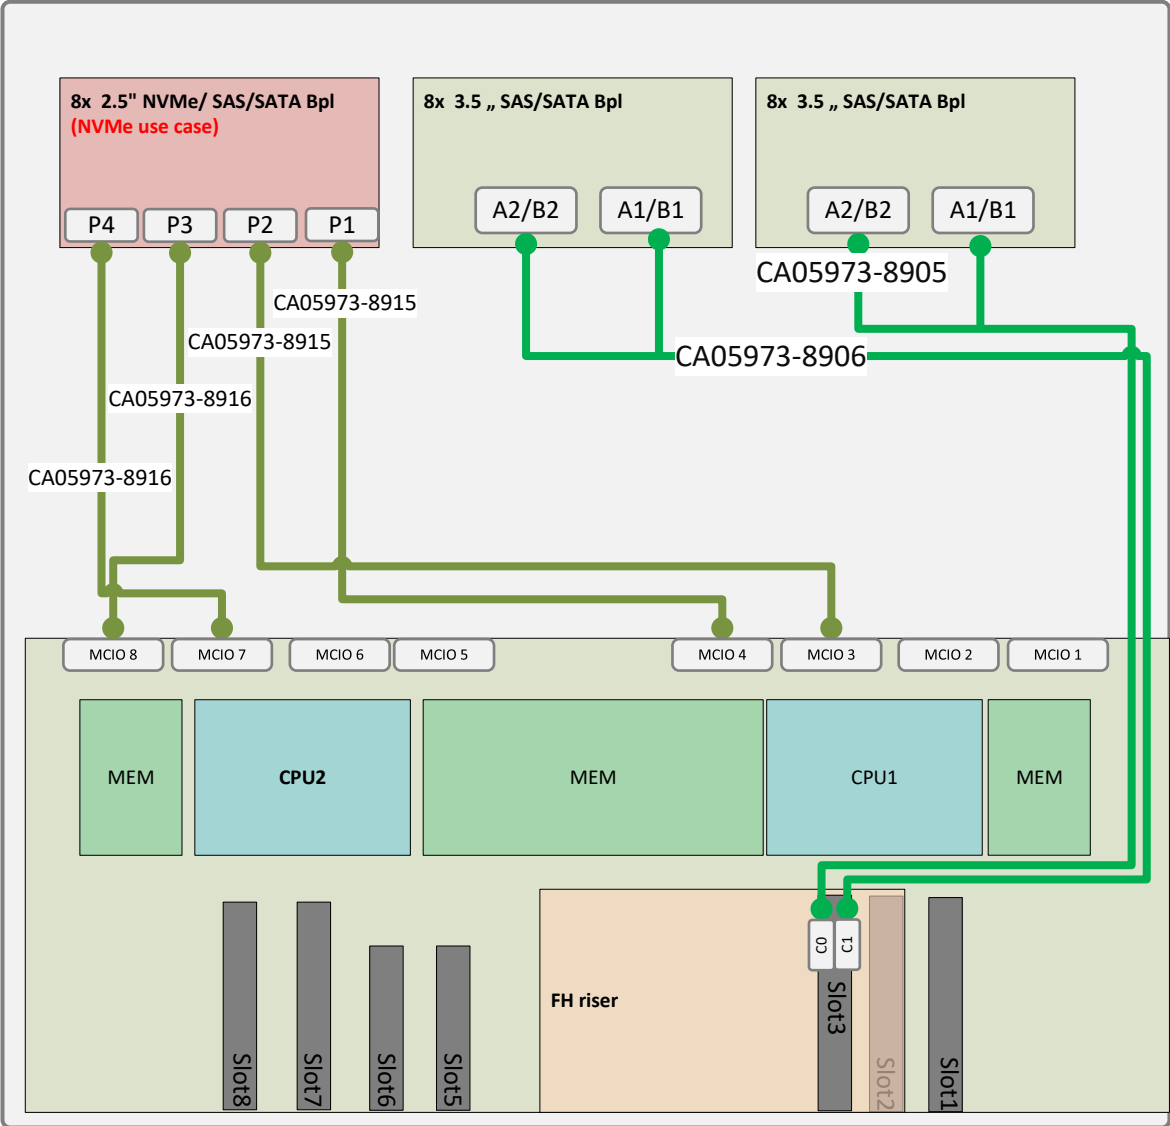 8x  2.5" NVMe/ SAS/SATA Bpl
(NVMe use case)
8x  3.5 „ SAS/SATA Bpl
8x  3.5 „ SAS/SATA Bpl
P4
P3
P2
P1
A2/B2
A1/B1
A2/B2
A1/B1
CA05973-8905
CA05973-8915
CA05973-8915
CA05973-8906
CA05973-8916
CA05973-8916
MCIO 8
MCIO 7
MCIO 6
MCIO 5
MCIO 4
MCIO 3
MCIO 2
MCIO 1
MEM
CPU2
MEM
CPU1
MEM
C0
C1
FH riser
Slot8
Slot7
Slot6
Slot5
Slot3
Slot2
Slot1